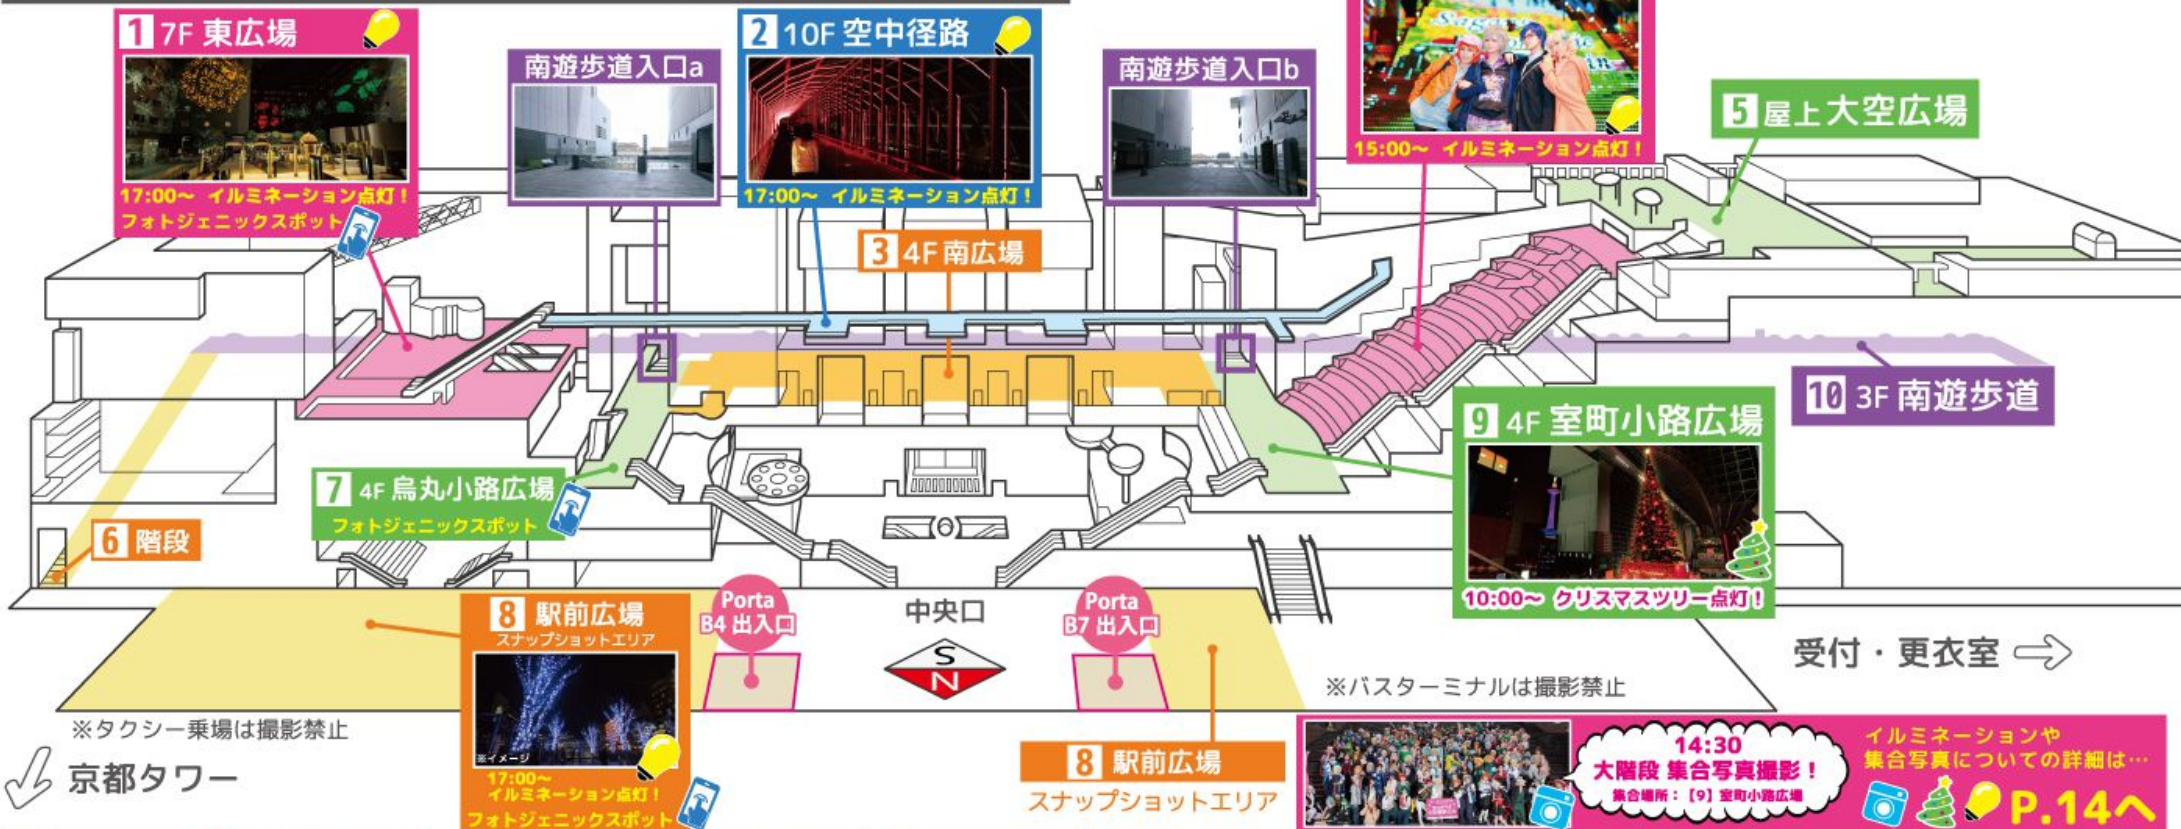 1 7F 東広場
17:00～ イルミネーション点灯！
フォトジェニックスポット
南遊歩道入口a
2 10F 空中径路
17:00～ イルミネーション点灯！
南遊歩道入口b
15:00～ イルミネーション点灯！
5 屋上 大空広場
3 4F 南広場
10 3F 南遊歩道
9 4F 室町小路広場
10:00～ クリスマスツリー点灯！
7 4F 烏丸小路広場
フォトジェニックスポット
6 階段
8 駅前広場
スナップショットエリア
※イメージ
17:00～
イルミネーション点灯！
フォトジェニックスポット
Porta
B4 出入口
中央口
S
N
Porta
B7 出入口
受付・更衣室
※バスターミナルは撮影禁止
※タクシー乗場は撮影禁止
京都タワー
8 駅前広場
スナップショットエリア
14:30
大階段 集合写真撮影！
集合場所：【9】室町小路広場
イルミネーションや
集合写真についての詳細は…
P.14へ